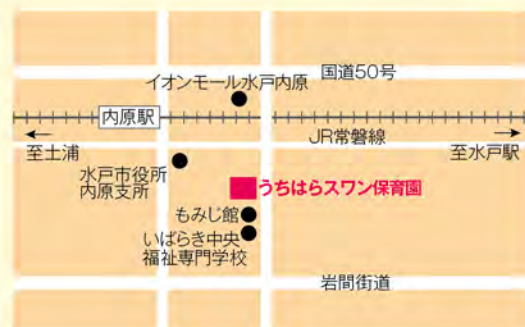 国道50号
イオンモール水戸内原
内原駅
JR常磐線
至土浦
至水戸駅
水戸市役所
内原支所
うちはらスワン保育園
もみじ館
いばらき中央
福祉専門学校
岩間街道